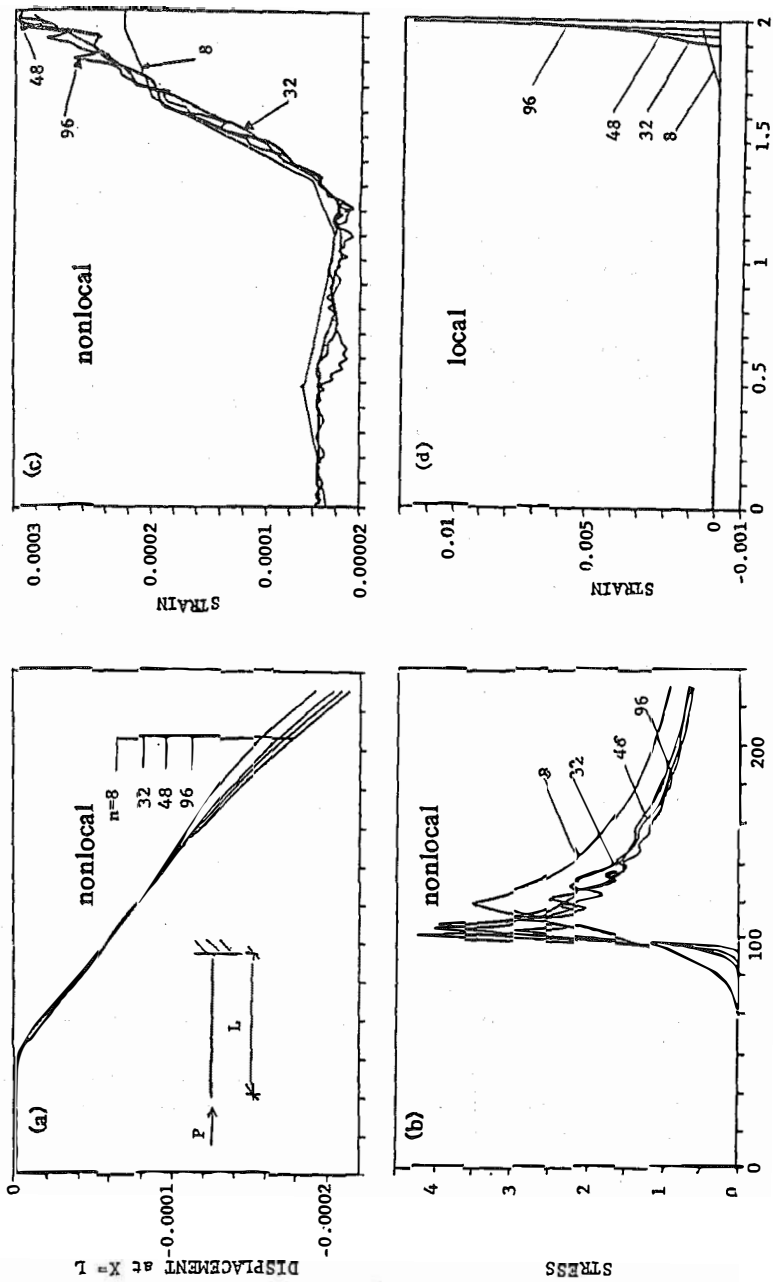 (a)
nonlocal
n=8
32
48
96
P
L
0
-0.0001
-0.0002
DISPLACEMENT at X= L
(b)
nonlocal
8
32
48
96
4
3
2
1
0
STRESS
0
100
200
(c)
nonlocal
48
96
8
32
0.0003
0.0002
0.0001
0.00002
STRAIN
(d)
local
96
48
32
8
0.01
0.005
0
-0.001
STRAIN
0
0.5
1
1.5
2